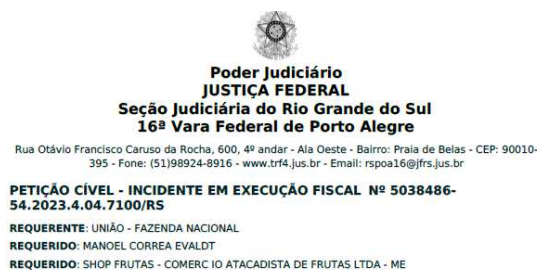 Poder Judiciário
JUSTIÇA FEDERAL
Seção Judiciária do Rio Grande do Sul
16ª Vara Federal de Porto Alegre
Rua Otávio Francisco Caruso da Rocha, 600, 4º andar - Ala Oeste - Bairro: Praia de Belas - CEP: 90010-
395 - Fone: (51)98924-8916 - www.trf4.jus.br - Email: rspoa16@jfrs.jus.br
PETIÇÃO CÍVEL - INCIDENTE EM EXECUÇÃO FISCAL Nº 5038486-
54.2023.4.04.7100/RS
REQUERENTE: UNIÃO - FAZENDA NACIONAL
REQUERIDO: MANOEL CORREA EVALDT
REQUERIDO: SHOP FRUTAS - COMERC IO ATACADISTA DE FRUTAS LTDA - ME